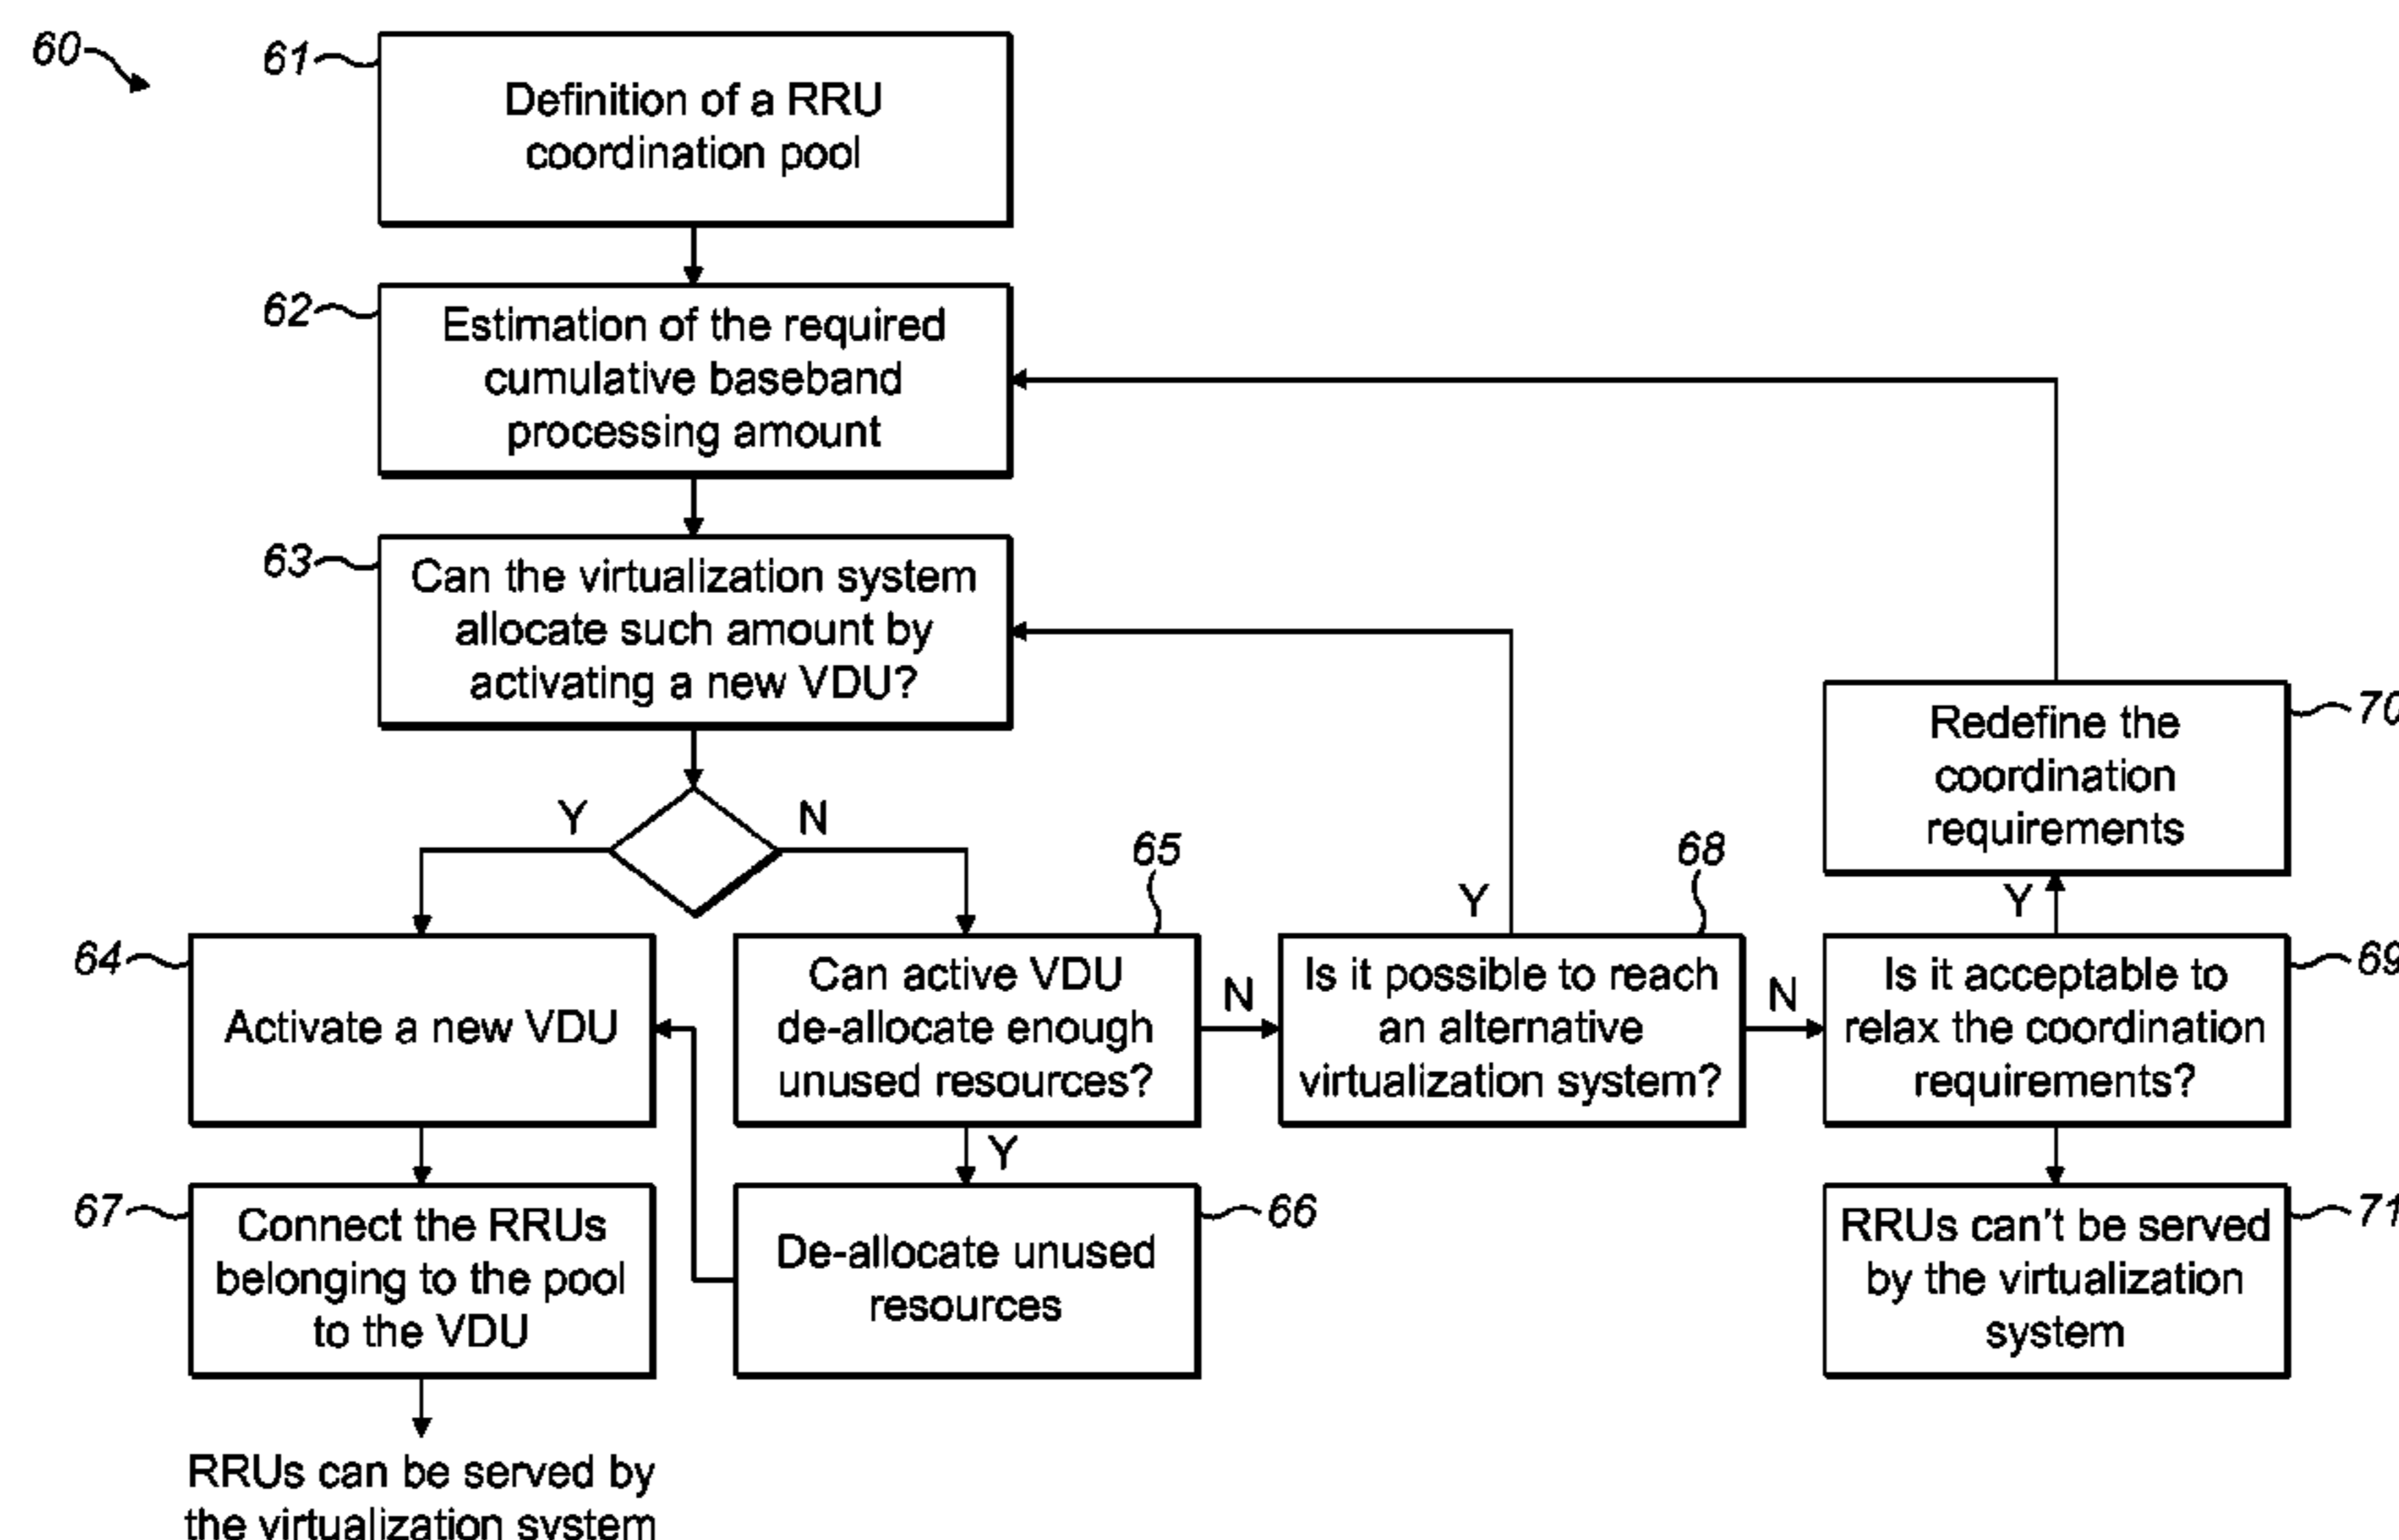 60
61
Definition of a RRU
coordination pool
62
Estimation of the required
cumulative baseband
processing amount
63
Can the virtualization system
allocate such amount by
activating a new VDU?
Y
N
64
Activate a new VDU
65
Can active VDU
de-allocate enough
unused resources?
N
68
Is it possible to reach
an alternative
virtualization system?
Y
N
70
Redefine the
coordination
requirements
Y
69
Is it acceptable to
relax the coordination
requirements?
67
Connect the RRUs
belonging to the pool
to the VDU
Y
66
De-allocate unused
resources
71
RRUs can't be served
by the virtualization
system
RRUs can be served by
the virtualization system